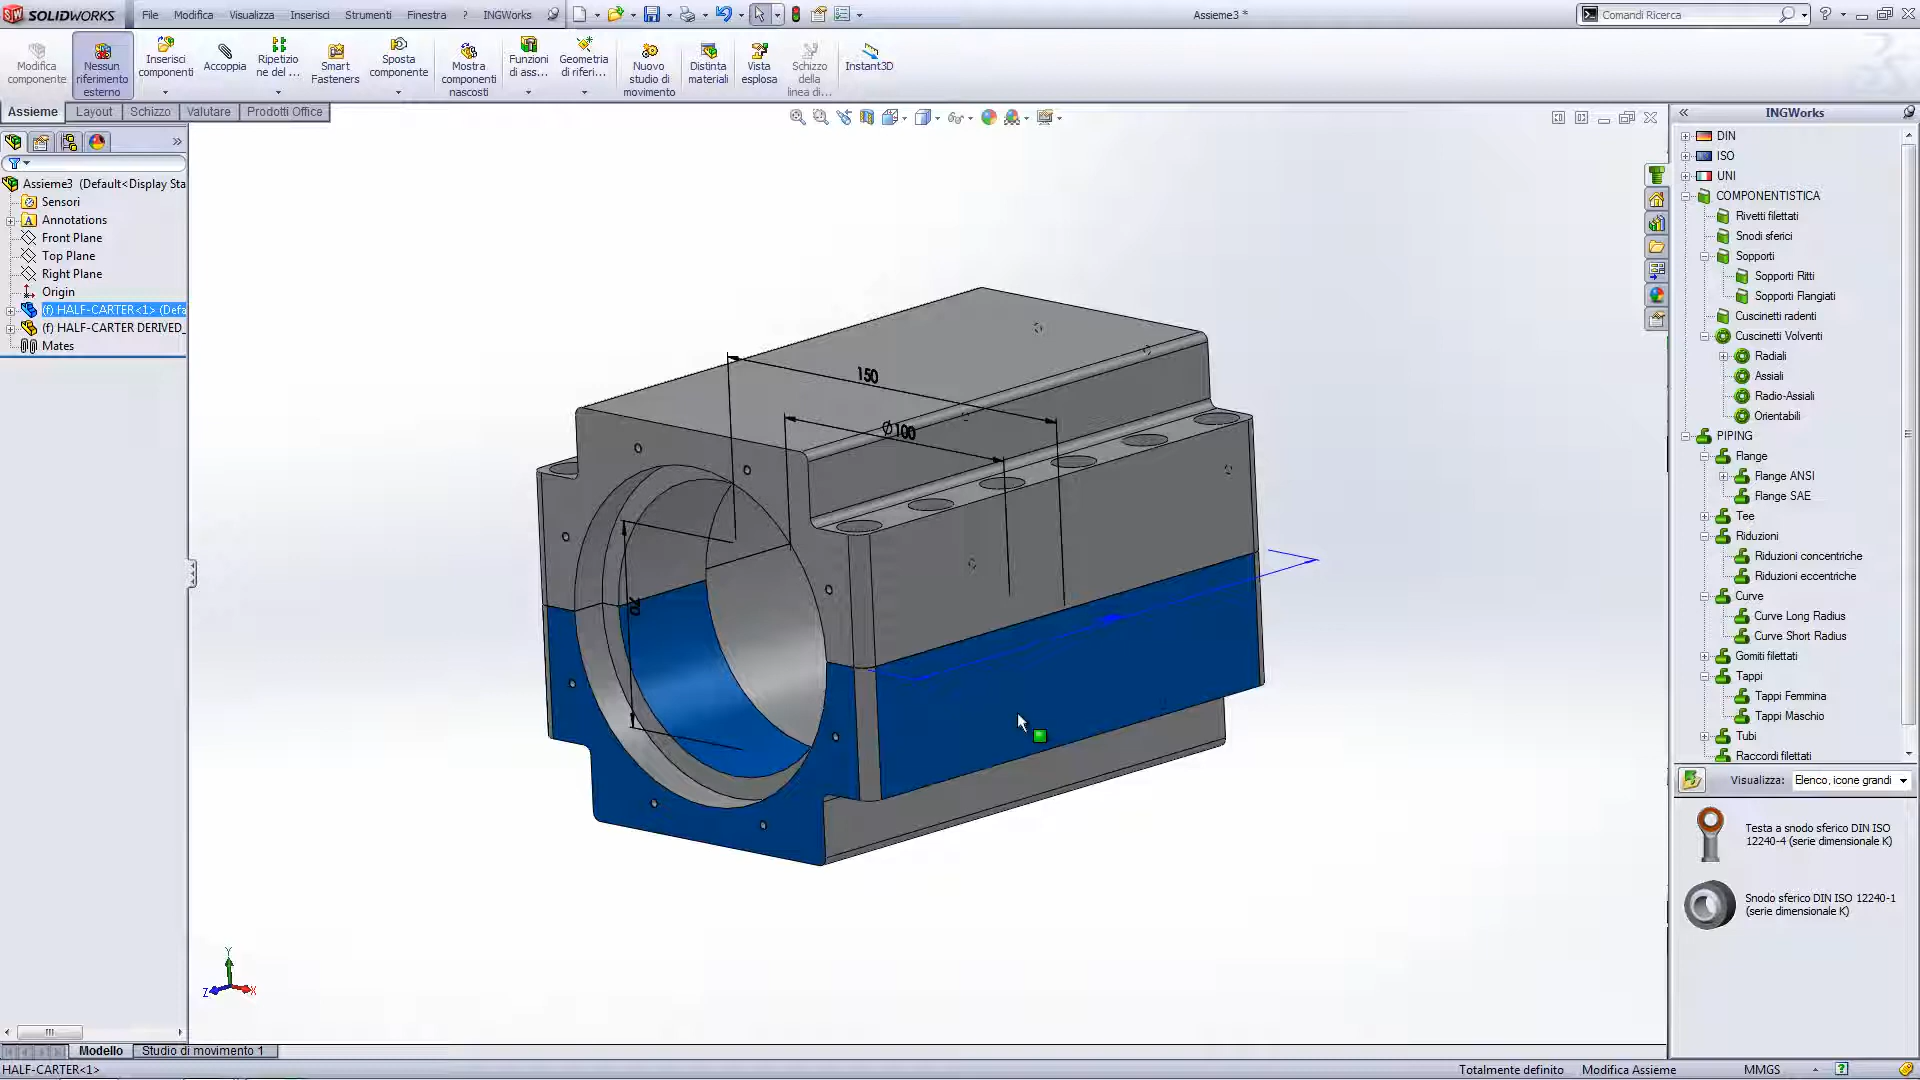 SOLIDWORKS File Modifica Visualizza Inserisci Strumenti Finestra ? INGWorks Assieme3 * Comandi Ricerca
Modifica componente
Nessun riferimento esterno
Inserisci componenti
Accoppia
Ripetizio ne del ...
Smart Fasteners
Sposta componente
Mostra componenti nascosti
Funzioni di ass...
Geometria di riferi...
Nuovo studio di movimento
Distinta materiali
Vista esplosa
Schizzo della linea di...
Instant3D
Assieme Layout Schizzo Valutare Prodotti Office
Assieme3 (Default<Display Sta
Sensori
Annotations
Front Plane
Top Plane
Right Plane
Origin
(f) HALF-CARTER<1> (Defa
(f) HALF-CARTER DERIVED_
Mates
150
Ø100
70
Y
Z
X
INGWorks
DIN
ISO
UNI
COMPONENTISTICA
Rivetti filettati
Snodi sferici
Sopporti
Sopporti Ritti
Sopporti Flangiati
Cuscinetti radenti
Cuscinetti Volventi
Radiali
Assiali
Radio-Assiali
Orientabili
PIPING
Flange
Flange ANSI
Flange SAE
Tee
Riduzioni
Riduzioni concentriche
Riduzioni eccentriche
Curve
Curve Long Radius
Curve Short Radius
Gomiti filettati
Tappi
Tappi Femmina
Tappi Maschio
Tubi
Raccordi filettati
Visualizza: Elenco, icone grandi
Testa a snodo sferico DIN ISO
12240-4 (serie dimensionale K)
Snodo sferico DIN ISO 12240-1
(serie dimensionale K)
Modello Studio di movimento 1
HALF-CARTER<1> Totalmente definito Modifica Assieme MMGS